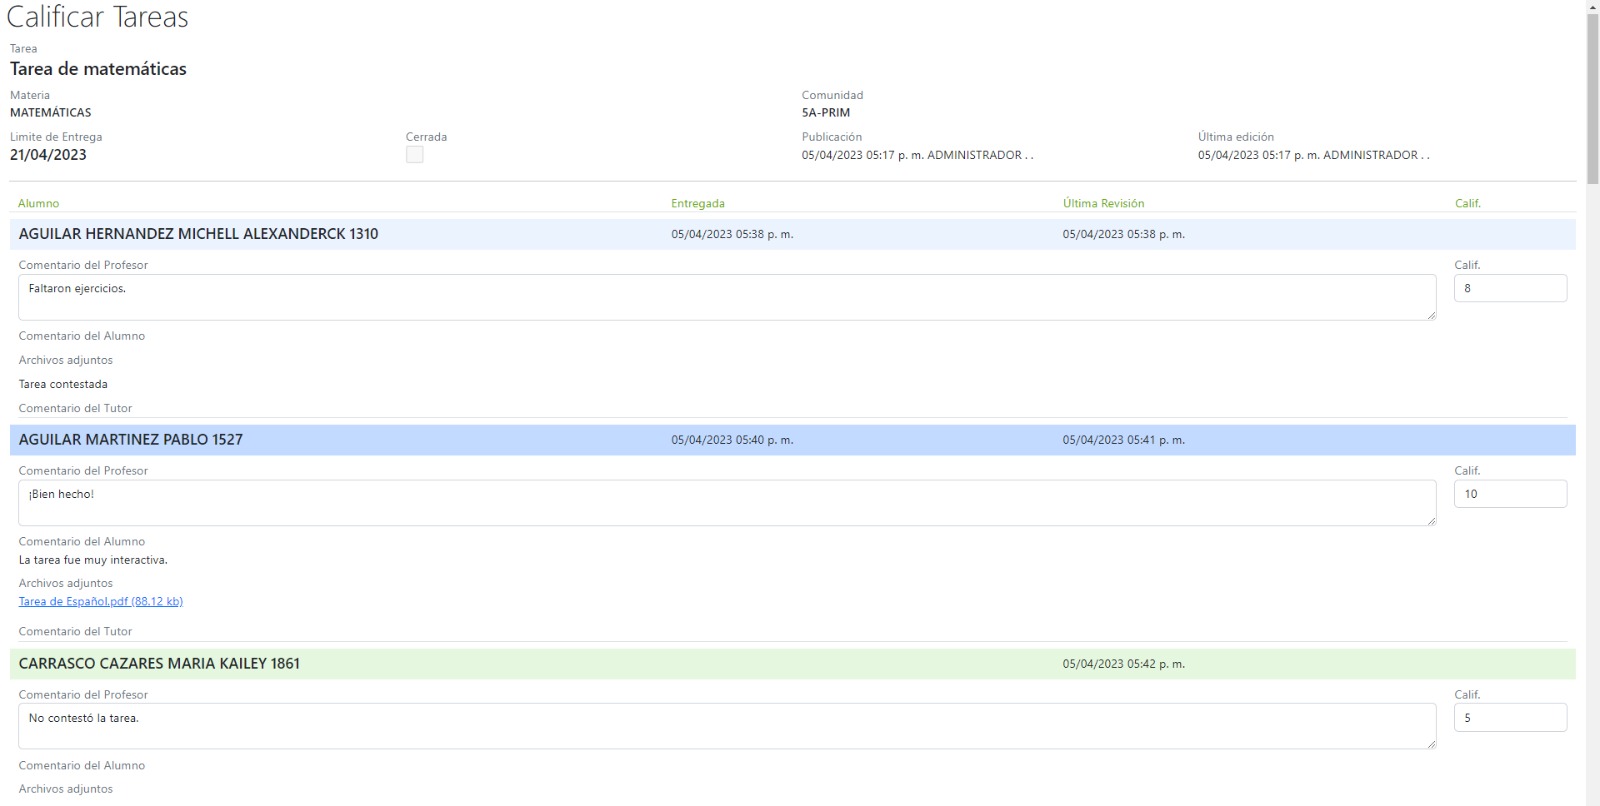 Calificar Tareas
Tarea
Tarea de matemáticas
Materia Comunidad
MATEMÁTICAS 5A-PRIM
Limite de Entrega Cerrada Publicación Última edición
21/04/2023 05/04/2023 05:17 p. m. ADMINISTRADOR . . 05/04/2023 05:17 p. m. ADMINISTRADOR . .
Alumno Entregada Última Revisión Calif.
AGUILAR HERNANDEZ MICHELL ALEXANDERCK 1310 05/04/2023 05:38 p. m. 05/04/2023 05:38 p. m.
Comentario del Profesor Calif.
Faltaron ejercicios. 8
Comentario del Alumno
Archivos adjuntos
Tarea contestada
Comentario del Tutor
AGUILAR MARTINEZ PABLO 1527 05/04/2023 05:40 p. m. 05/04/2023 05:41 p. m.
Comentario del Profesor Calif.
¡Bien hecho! 10
Comentario del Alumno
La tarea fue muy interactiva.
Archivos adjuntos
Tarea de Español.pdf (88.12 kb)
Comentario del Tutor
CARRASCO CAZARES MARIA KAILEY 1861 05/04/2023 05:42 p. m.
Comentario del Profesor Calif.
No contestó la tarea. 5
Comentario del Alumno
Archivos adjuntos